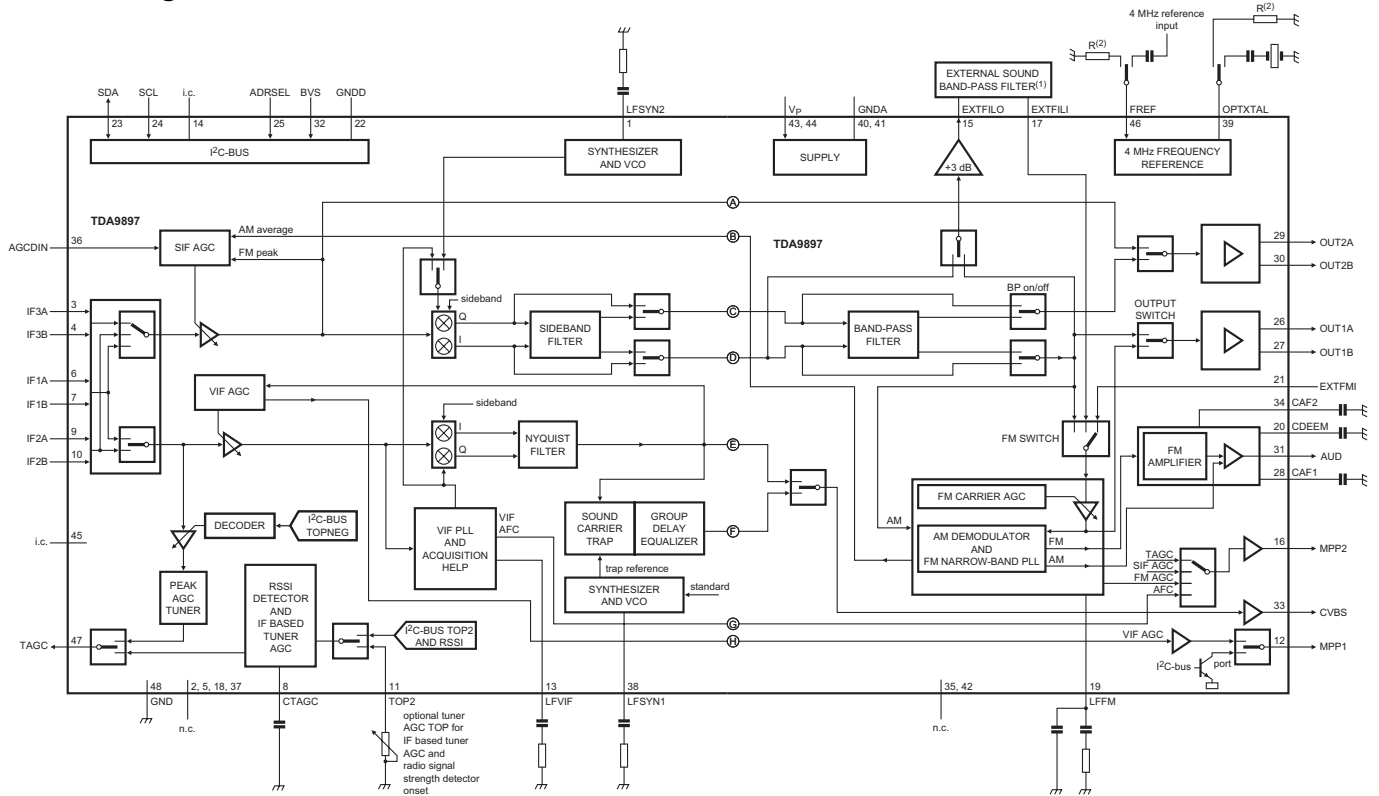 4 MHz reference
input
R(2)
R(2)
EXTERNAL SOUND
BAND-PASS FILTER(1)
SDA
SCL
i.c.
ADRSEL
BVS
GNDD
LFSYN2
VP
GNDA
EXTFILO
EXTFILI
FREF
OPTXTAL
23
24
14
25
32
22
1
43, 44
40, 41
15
17
46
39
I2C-BUS
SYNTHESIZER
AND VCO
SUPPLY
+3 dB
4 MHz FREQUENCY
REFERENCE
TDA9897
A
AGCDIN
36
SIF AGC
AM average
FM peak
B
TDA9897
29
OUT2A
30
OUT2B
IF3A
3
IF3B
4
sideband
Q
I
SIDEBAND
FILTER
C
D
BAND-PASS
FILTER
BP on/off
OUTPUT
SWITCH
26
OUT1A
27
OUT1B
IF1A
6
IF1B
7
VIF AGC
21
EXTFMI
34
CAF2
20
CDEEM
31
AUD
28
CAF1
IF2A
9
IF2B
10
sideband
I
Q
NYQUIST
FILTER
E
FM SWITCH
FM
AMPLIFIER
DECODER
I2C-BUS
TOPNEG
i.c.
45
VIF PLL
AND
ACQUISITION
HELP
VIF
AFC
SOUND
CARRIER
TRAP
GROUP
DELAY
EQUALIZER
F
FM CARRIER AGC
AM
AM DEMODULATOR
AND
FM NARROW-BAND PLL
FM
AM
TAGC
SIF AGC
FM AGC
AFC
16
MPP2
PEAK
AGC
TUNER
RSSI
DETECTOR
AND
IF BASED
TUNER
AGC
trap reference
SYNTHESIZER
AND VCO
standard
G
33
CVBS
TAGC
47
I2C-BUS TOP2
AND RSSI
H
VIF AGC
I2C-bus
port
12
MPP1
48
GND
2, 5, 18, 37
n.c.
8
CTAGC
11
TOP2
13
LFVIF
38
LFSYN1
35, 42
n.c.
19
LFFM
optional tuner
AGC TOP for
IF based tuner
AGC and
radio signal
strength detector
onset